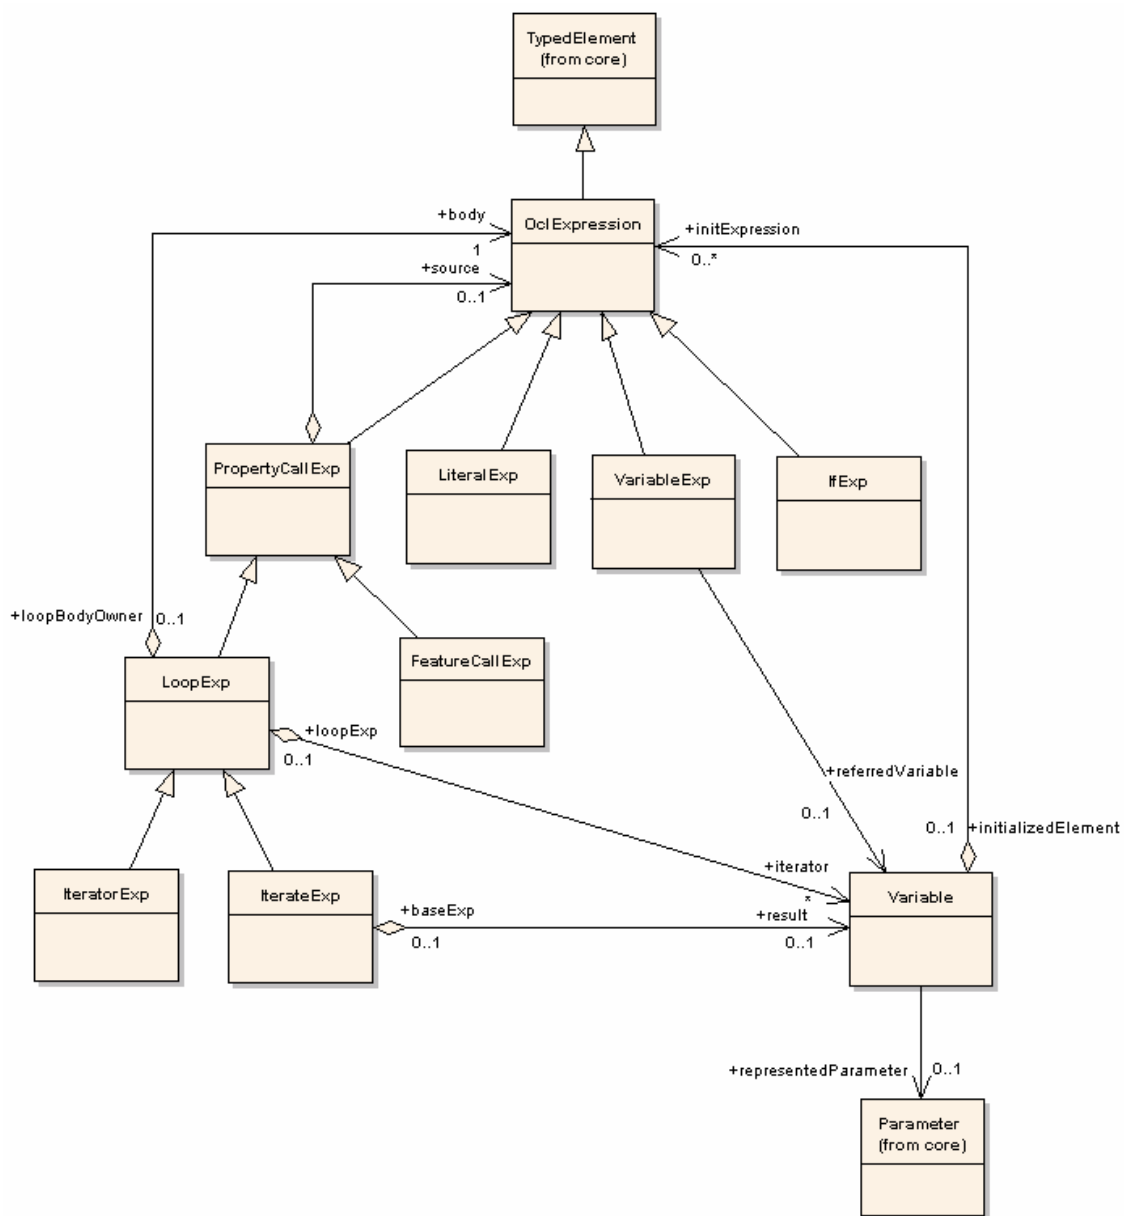 TypedElement
(from core)
+body
1
OclExpression
+initExpression
0..*
+source
0..1
PropertyCallExp
LiteralExp
VariableExp
IfExp
+loopBodyOwner
0..1
LoopExp
FeatureCallExp
+loopExp
0..1
+referredVariable
0..1
0..1
+initializedElement
IteratorExp
IterateExp
+baseExp
0..1
+iterator
*
+result
0..1
Variable
+representedParameter
0..1
Parameter
(from core)